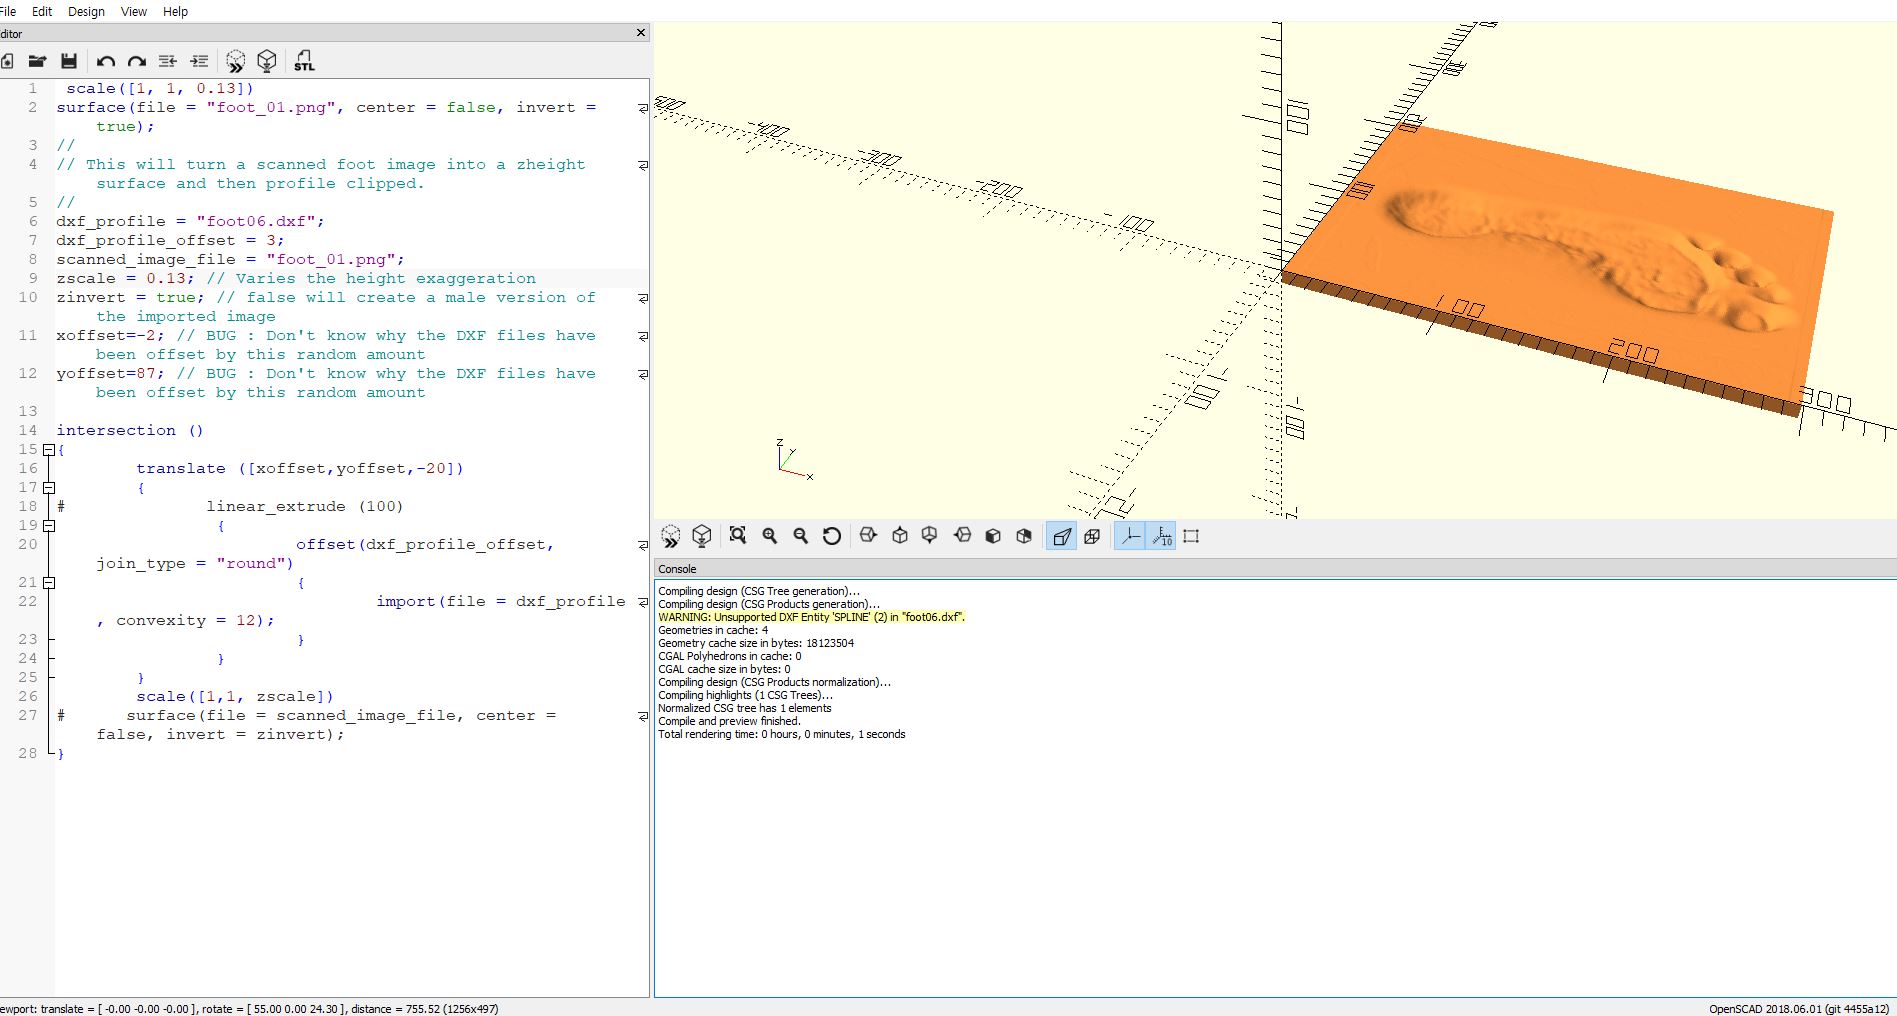 File Edit Design View Help
ditor
STL
1 scale([1, 1, 0.13])
2 surface(file = "foot_01.png", center = false, invert =
true);
3 //
4 // This will turn a scanned foot image into a zheight
surface and then profile clipped.
5 //
6 dxf_profile = "foot06.dxf";
7 dxf_profile_offset = 3;
8 scanned_image_file = "foot_01.png";
9 zscale = 0.13; // Varies the height exaggeration
10 zinvert = true; // false will create a male version of
the imported image
11 xoffset=-2; // BUG : Don't know why the DXF files have
been offset by this random amount
12 yoffset=87; // BUG : Don't know why the DXF files have
been offset by this random amount
13
14 intersection ()
15 {
16 translate ([xoffset,yoffset,-20])
17 {
18 # linear_extrude (100)
19 {
20 offset(dxf_profile_offset,
join_type = "round")
21 {
22 import(file = dxf_profile
, convexity = 12);
23 }
24 }
25 }
26 scale([1,1, zscale])
27 # surface(file = scanned_image_file, center =
false, invert = zinvert);
28 }
100
200
300
z
y
x
10
Console
Compiling design (CSG Tree generation)...
Compiling design (CSG Products generation)...
WARNING: Unsupported DXF Entity 'SPLINE' (2) in "foot06.dxf".
Geometries in cache: 4
Geometry cache size in bytes: 18123504
CGAL Polyhedrons in cache: 0
CGAL cache size in bytes: 0
Compiling design (CSG Products normalization)...
Compiling highlights (1 CSG Trees)...
Normalized CSG tree has 1 elements
Compile and preview finished.
Total rendering time: 0 hours, 0 minutes, 1 seconds
ewport: translate = [ -0.00 -0.00 -0.00 ], rotate = [ 55.00 0.00 24.30 ], distance = 755.52 (1256x497)
OpenSCAD 2018.06.01 (git 4455a12)